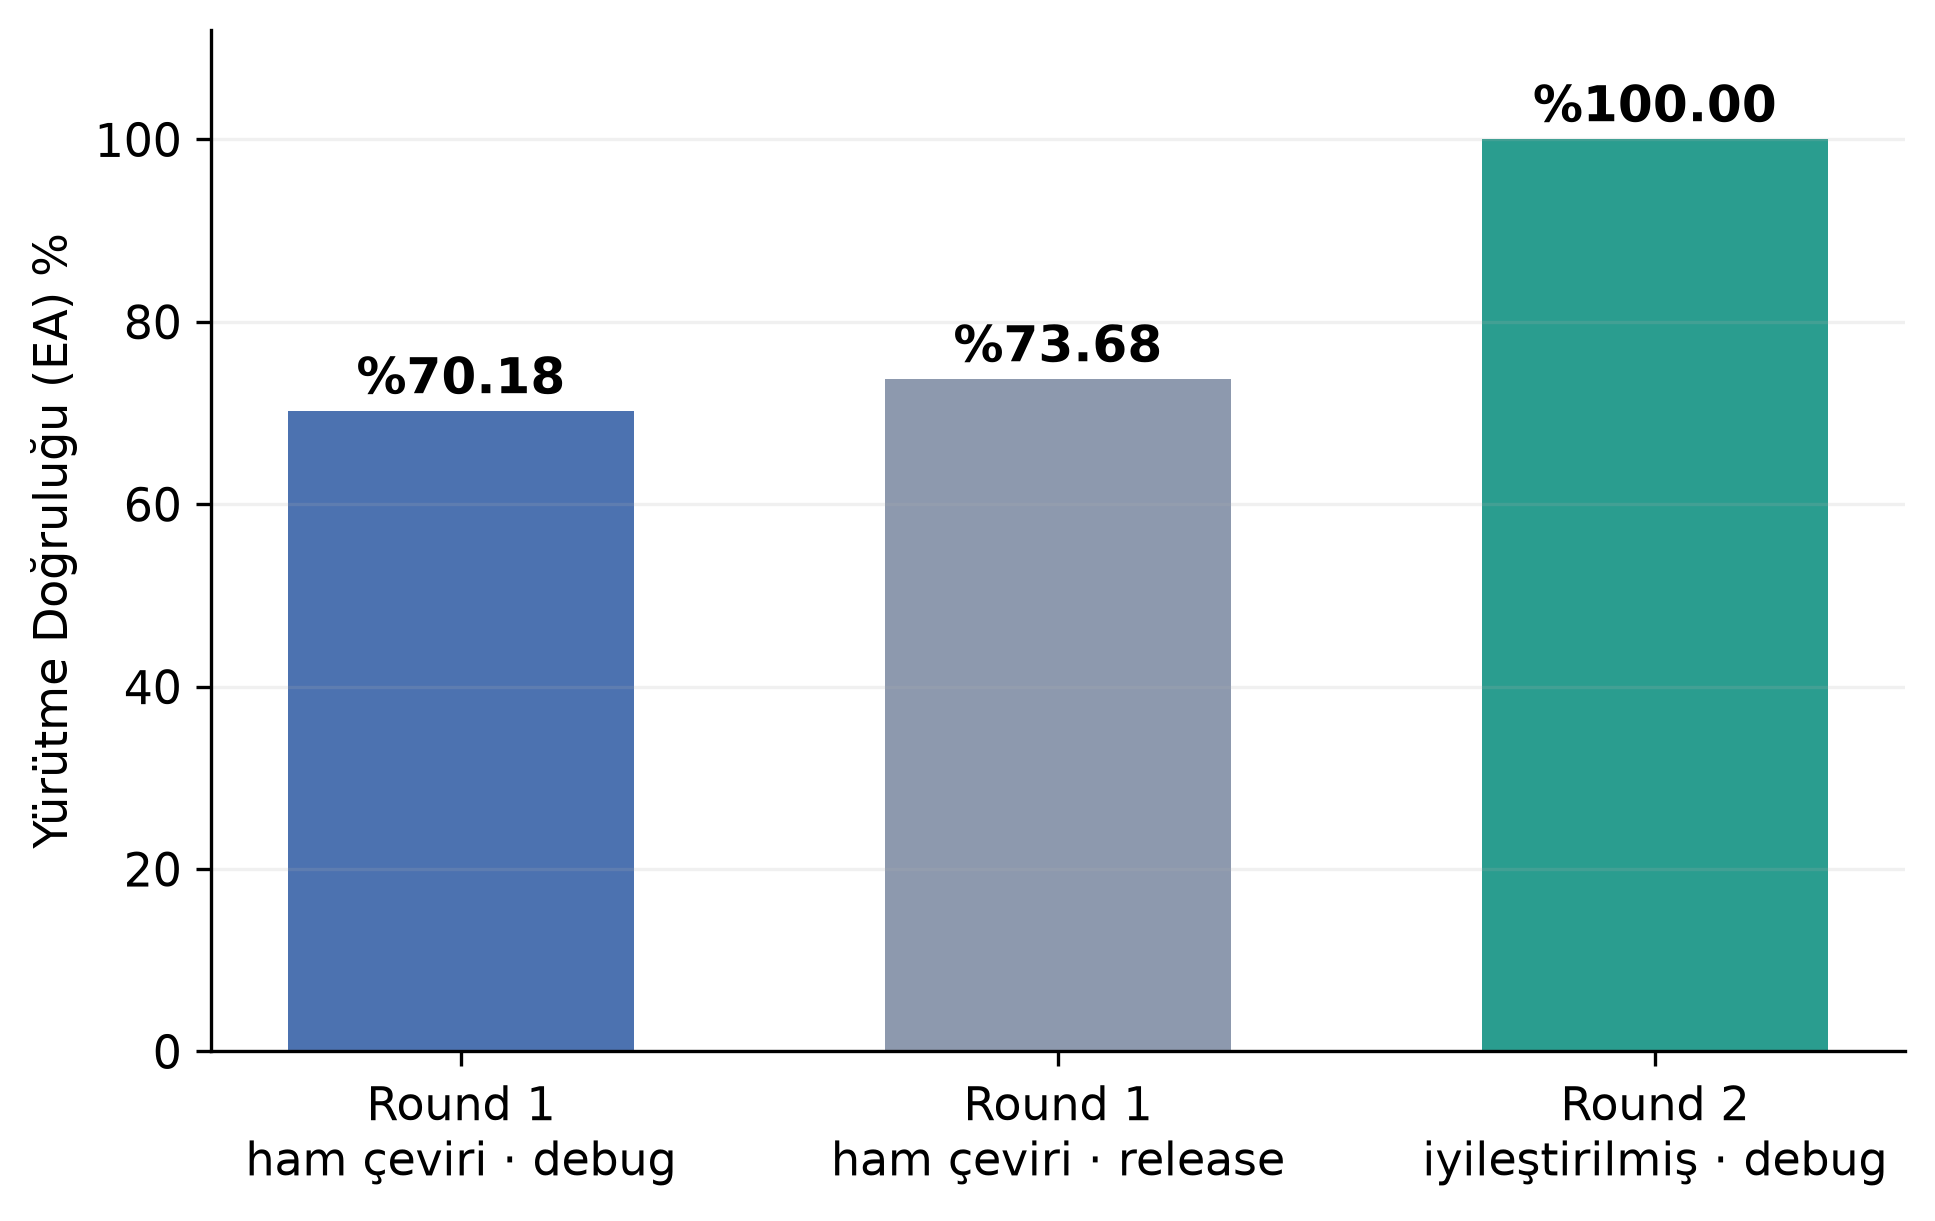 Yürütme Doğruluğu (EA) %
100
80
60
40
20
0
%70.18
%73.68
%100.00
Round 1
ham çeviri · debug
Round 1
ham çeviri · release
Round 2
iyileştirilmiş · debug